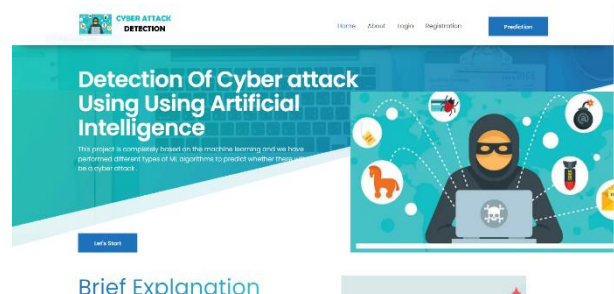 CYBER ATTACK
DETECTION
Home About Login Registration Prediction
Detection Of Cyber attack
Using Using Artificial
Intelligence
This project is completely based on the machine learning and we have
performed different types of ML algorithms to predict whether there
be a cyber attack.
Let's Start
Brief Explanation